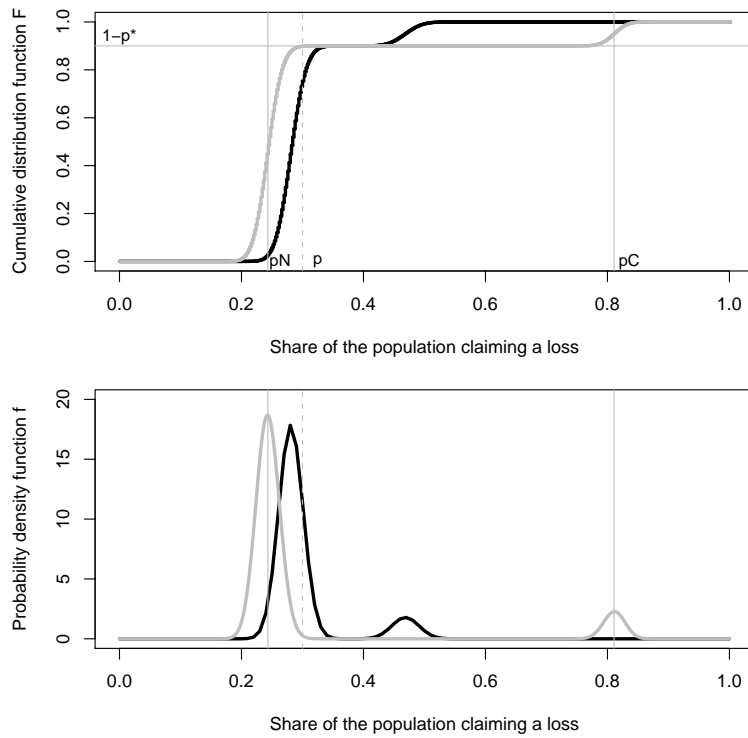 Cumulative distribution function F
1.0
0.8
0.6
0.4
0.2
0.0
1−p*
pN
p
pC
0.0 0.2 0.4 0.6 0.8 1.0
Share of the population claiming a loss
Probability density function f
20
15
10
5
0
0.0 0.2 0.4 0.6 0.8 1.0
Share of the population claiming a loss